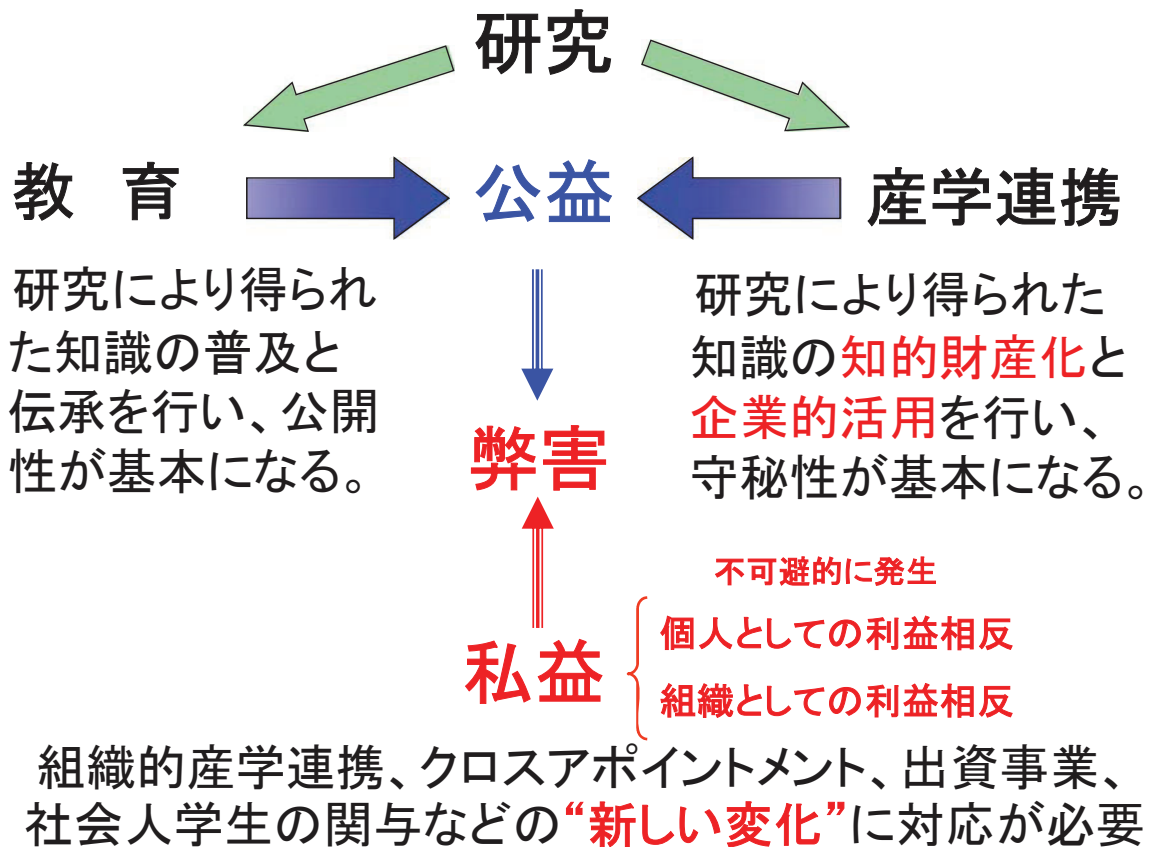 研究
教　育
公益
産学連携
研究により得られ
た知識の普及と
伝承を行い、公開
性が基本になる。
研究により得られた
知識の知的財産化と
企業的活用を行い、
守秘性が基本になる。
弊害
不可避的に発生
私益
個人としての利益相反
組織としての利益相反
組織的産学連携、クロスアポイントメント、出資事業、
社会人学生の関与などの“新しい変化”に対応が必要